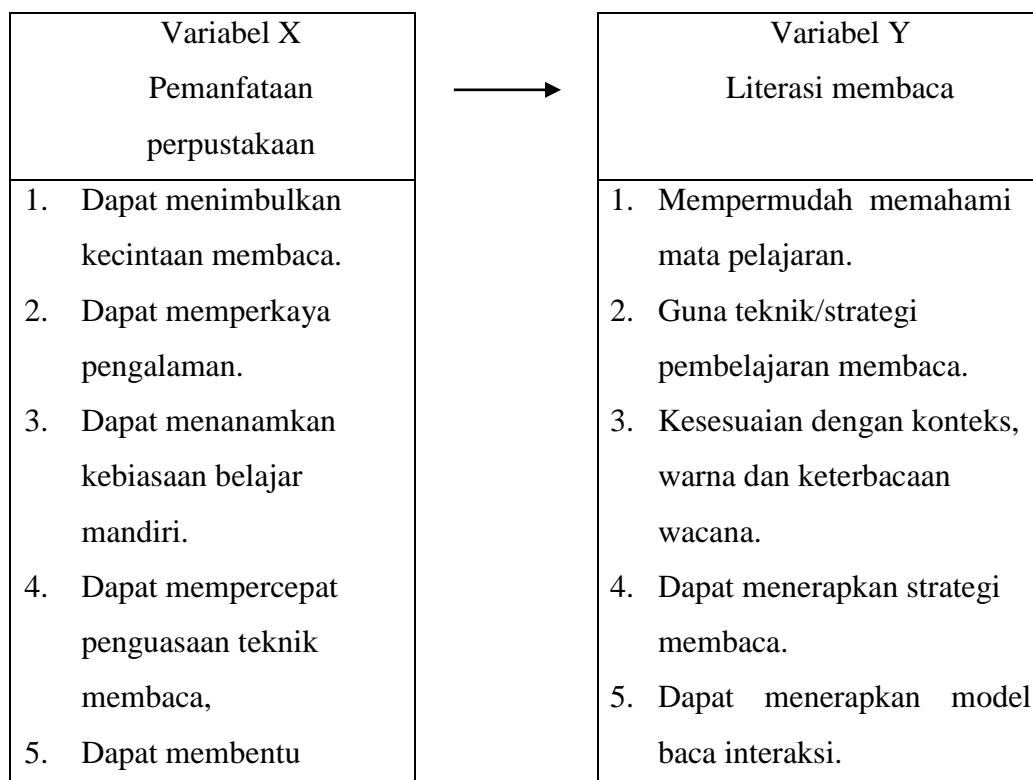 Variabel X
Pemanfataan
perpustakaan
1. Dapat menimbulkan
kecintaan membaca.
2. Dapat memperkaya
pengalaman.
3. Dapat menanamkan
kebiasaan belajar
mandiri.
4. Dapat mempercepat
penguasaan teknik
membaca,
5. Dapat membentu
Variabel Y
Literasi membaca
1. Mempermudah memahami
mata pelajaran.
2. Guna teknik/strategi
pembelajaran membaca.
3. Kesesuaian dengan konteks,
warna dan keterbacaan
wacana.
4. Dapat menerapkan strategi
membaca.
5. Dapat menerapkan model
baca interaksi.